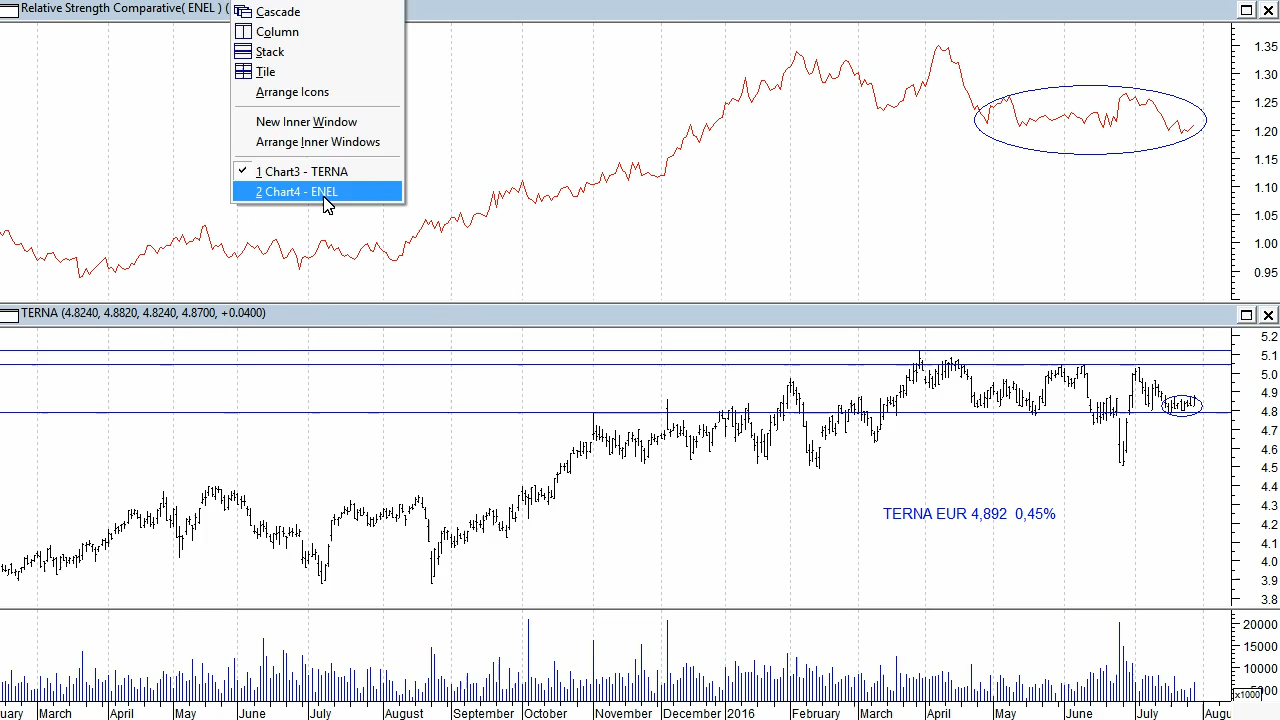 Relative Strength Comparative( ENEL ) (
Cascade
Column
Stack
Tile
Arrange Icons
New Inner Window
Arrange Inner Windows
1 Chart3 - TERNA
2 Chart4 - ENEL
1.35
1.30
1.25
1.20
1.15
1.10
1.05
1.00
0.95
TERNA (4.8240, 4.8820, 4.8240, 4.8700, +0.0400)
5.2
5.1
5.0
4.9
4.8
4.7
4.6
4.5
4.4
4.3
4.2
4.1
4.0
3.9
3.8
TERNA EUR 4,892 0,45%
20000
15000
10000
x1000
uary March April May June July August September October November December 2016 February March April May June July Augu